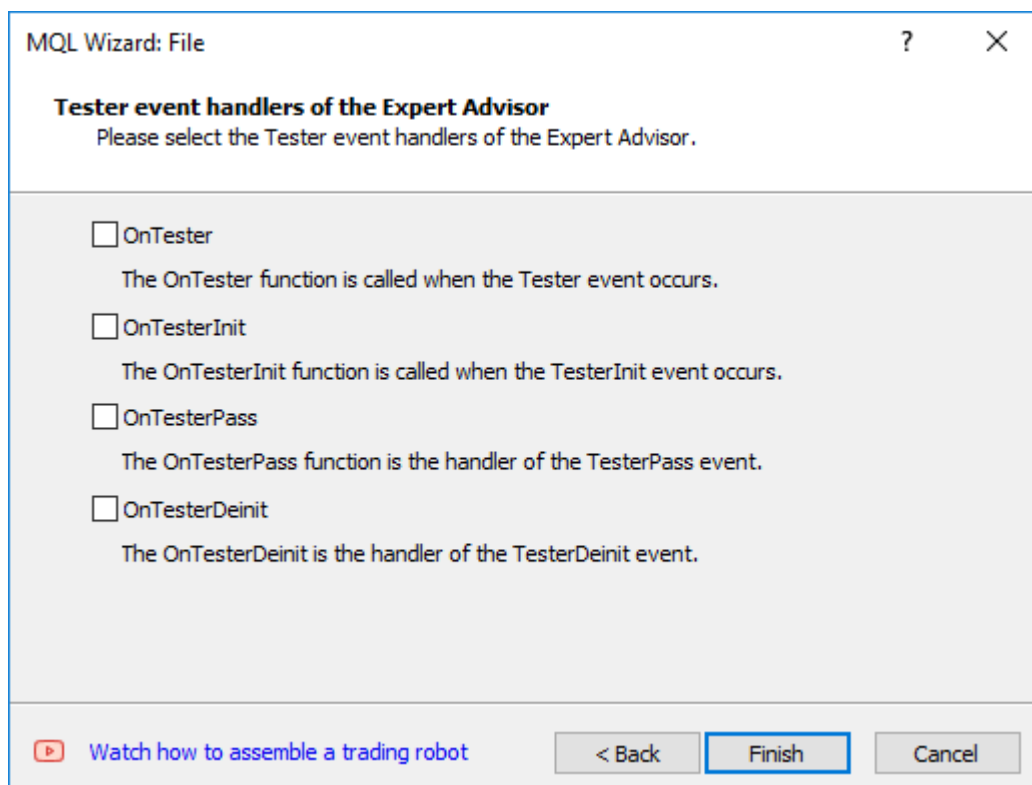 MQL Wizard: File
Tester event handlers of the Expert Advisor
Please select the Tester event handlers of the Expert Advisor.
OnTester
The OnTester function is called when the Tester event occurs.
OnTesterInit
The OnTesterInit function is called when the TesterInit event occurs.
OnTesterPass
The OnTesterPass function is the handler of the TesterPass event.
OnTesterDeinit
The OnTesterDeinit is the handler of the TesterDeinit event.
Watch how to assemble a trading robot
< Back
Finish
Cancel